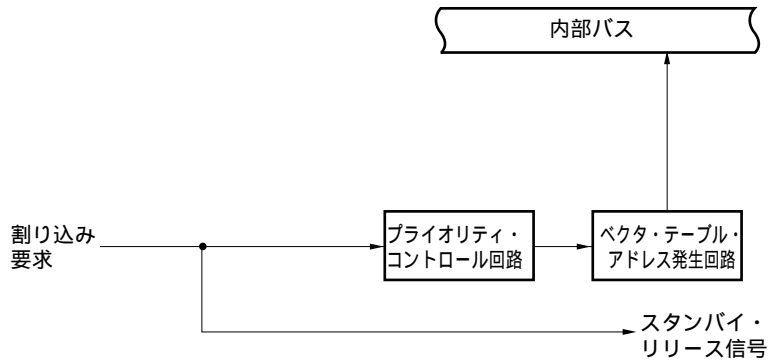 内部バス
割り込み
要求
プライオリティ・
コントロール回路
ベクタ・テーブル・
アドレス発生回路
スタンバイ・
リリース信号